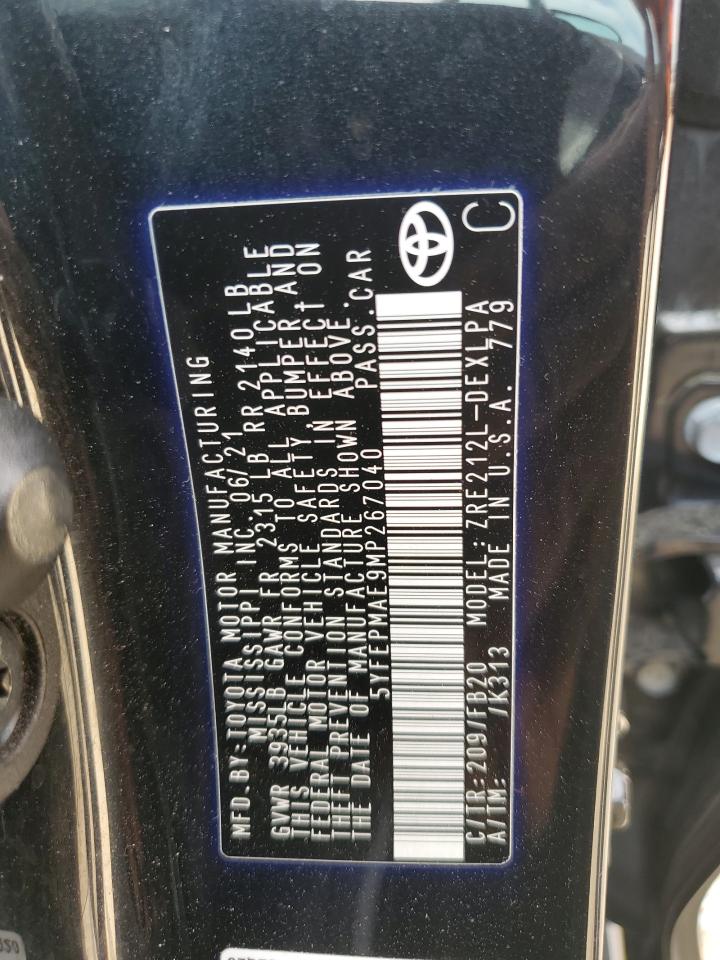 MFD.BY:TOYOTA MOTOR MANUFACTURING
MISSISSIPPI INC. 06/21
GVWR 3935LB GAWR FR 2315 LB RR 2140 LB
THIS VEHICLE CONFORMS TO ALL APPLICABLE
FEDERAL MOTOR VEHICLE SAFETY, BUMPER AND
THEFT PREVENTION STANDARDS IN EFFECT ON
THE DATE OF MANUFACTURE SHOWN ABOVE.
5YFEPMAE9MP267040 PASS.CAR
C/TR:209/FB20 MODEL:ZRE212L-DEXLPA
A/TM: /K313 MADE IN U.S.A. 779
C